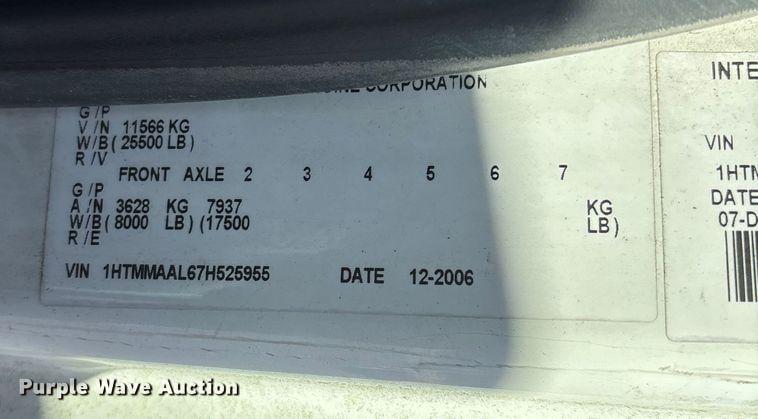 CORPORATION
G/P
V/N 11566 KG
W/B( 25500 LB)
R/V
FRONT AXLE 2 3 4 5 6 7
G/P
A/N 3628 KG 7937 KG
W/B( 8000 LB) (17500 LB)
R/E
VIN 1HTMMAAL67H525955 DATE 12-2006
INTE
VIN
1HTM
DATE
07-D
Purple Wave Auction